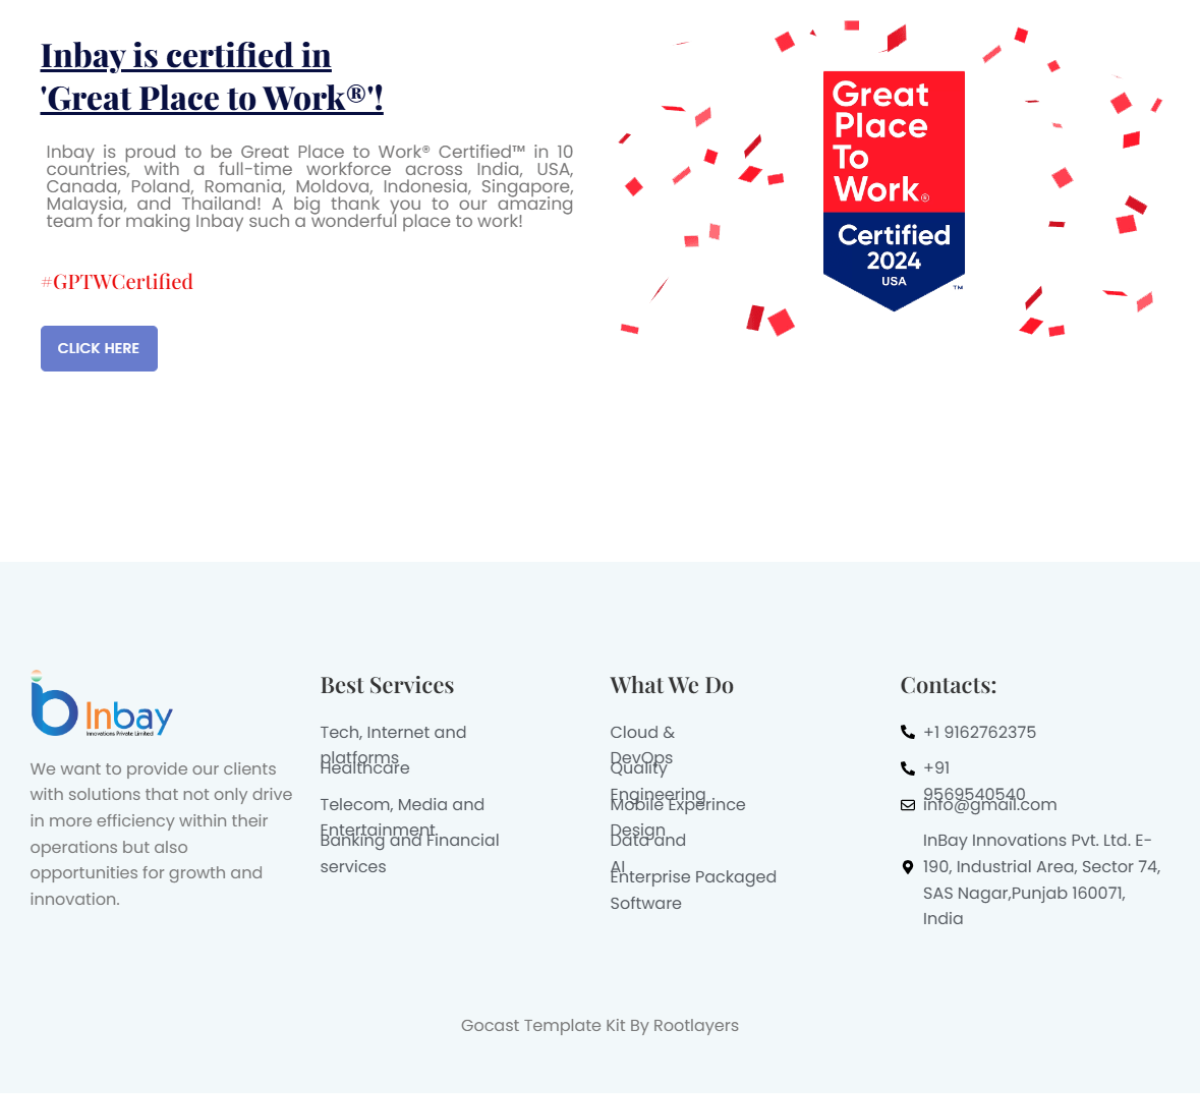 Inbay is certified in
'Great Place to Work®'!
Inbay is proud to be Great Place to Work® Certified™ in 10
countries, with a full-time workforce across India, USA,
Canada, Poland, Romania, Moldova, Indonesia, Singapore,
Malaysia, and Thailand! A big thank you to our amazing
team for making Inbay such a wonderful place to work!
#GPTWCertified
CLICK HERE
Great
Place
To
Work®
Certified
2024
USA
™
Inbay
Innovations Private Limited
We want to provide our clients
with solutions that not only drive
in more efficiency within their
operations but also
opportunities for growth and
innovation.
Best Services
Tech, Internet and
platforms
Healthcare
Telecom, Media and
Entertainment
Banking and Financial
services
What We Do
Cloud &
DevOps
Quality
Engineering
Mobile Experince
Design
Data and
AI
Enterprise Packaged
Software
Contacts:
+1 9162762375
+91
9569540540
info@gmail.com
InBay Innovations Pvt. Ltd. E-
190, Industrial Area, Sector 74,
SAS Nagar,Punjab 160071,
India
Gocast Template Kit By Rootlayers